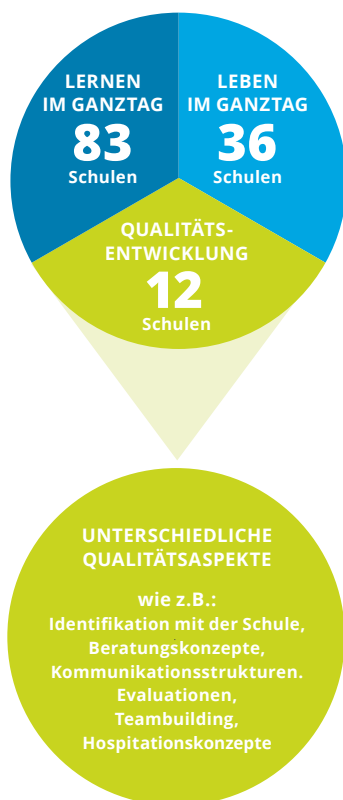 LERNEN
IM GANZTAG
83
Schulen
LEBEN
IM GANZTAG
36
Schulen
QUALITÄTS-
ENTWICKLUNG
12
Schulen
UNTERSCHIEDLICHE
QUALITÄTSASPEKTE
wie z.B.:
Identifikation mit der Schule,
Beratungskonzepte,
Kommunikationsstrukturen.
Evaluationen,
Teambuilding,
Hospitationskonzepte